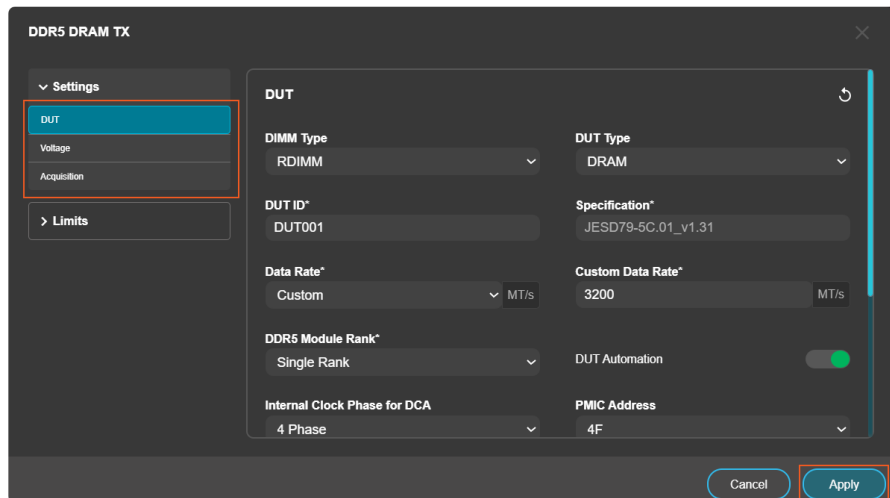 DDR5 DRAM TX
Settings
DUT
Voltage
Acquisition
Limits
DUT
DIMM Type
DUT Type
RDIMM
DRAM
DUT ID*
Specification*
DUT001
JESD79-5C.01_v1.31
Data Rate*
Custom Data Rate*
Custom
MT/s
3200
MT/s
DDR5 Module Rank*
Single Rank
DUT Automation
Internal Clock Phase for DCA
PMIC Address
4 Phase
4F
Cancel
Apply